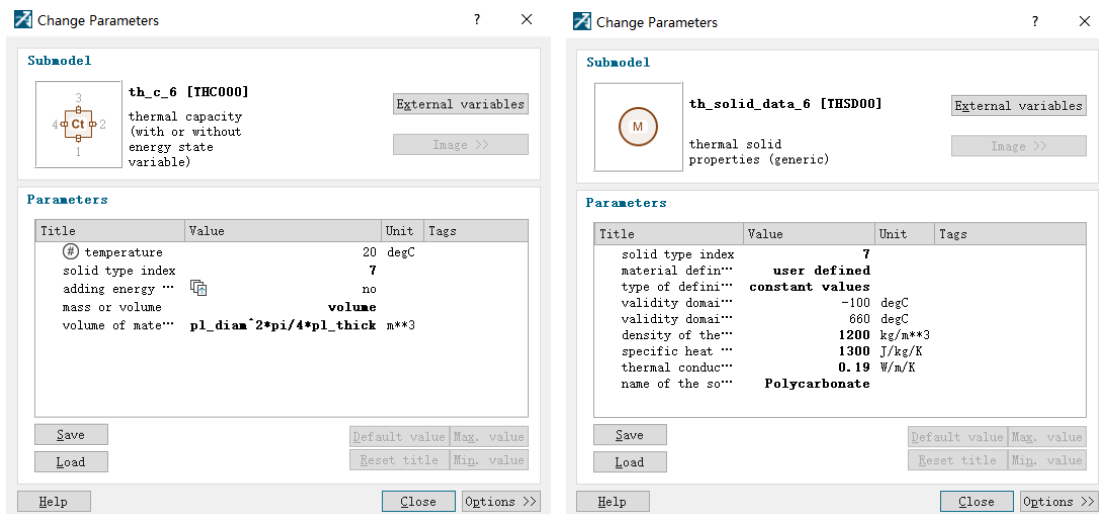 Change Parameters
?
×
Submodel
3
4 Ct 2
1
th_c_6 [THC000]
thermal capacity
(with or without
energy state
variable)
External variables
Image >>
Parameters
Title Value Unit Tags
# temperature 20 degC
solid type index 7
adding energy ··· no
mass or volume volume
volume of mate··· pl_diam^2*pi/4*pl_thick m**3
Save
Default value Max. value
Load
Reset title Min. value
Help
Close Options >>
Change Parameters
?
×
Submodel
M
th_solid_data_6 [THSD00]
thermal solid
properties (generic)
External variables
Image >>
Parameters
Title Value Unit Tags
solid type index 7
material defin··· user defined
type of defini··· constant values
validity domai··· -100 degC
validity domai··· 660 degC
density of the··· 1200 kg/m**3
specific heat ··· 1300 J/kg/K
thermal conduc··· 0.19 W/m/K
name of the so··· Polycarbonate
Save
Default value Max. value
Load
Reset title Min. value
Help
Close Options >>